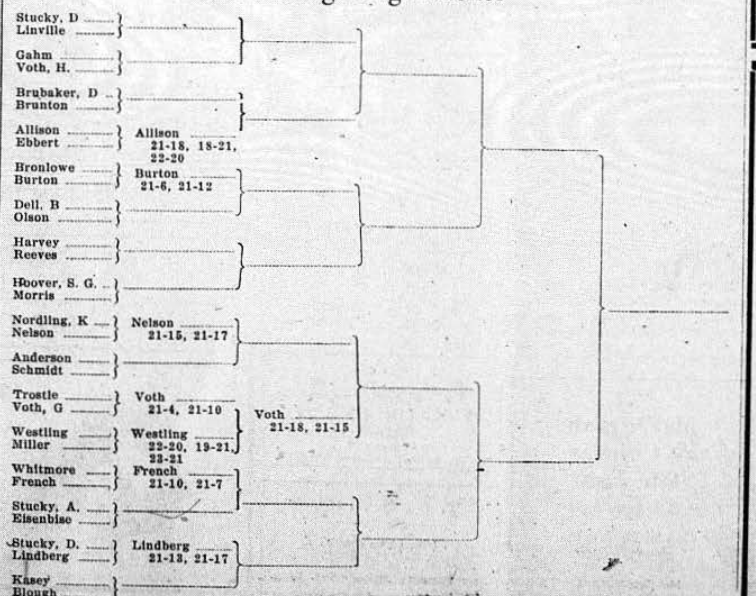 Stucky, D
Linville
Gahm
Voth, H.
Brubaker, D
Brunton
Allison
Ebbert
Allison
21-18, 18-21,
22-20
Bronlowe
Burton
Burton
21-6, 21-12
Dell, B
Olson
Harvey
Reeves
Hoover, S. G.
Morris
Nordling, K
Nelson
Nelson
21-15, 21-17
Anderson
Schmidt
Trostle
Voth, G
Voth
21-4, 21-10
Voth
21-18, 21-15
Westling
Miller
Westling
22-20, 19-21,
23-21
Whitmore
French
French
21-10, 21-7
Stucky, A.
Eisenbise
Stucky, D.
Lindberg
Lindberg
21-13, 21-17
Kasey
Blough